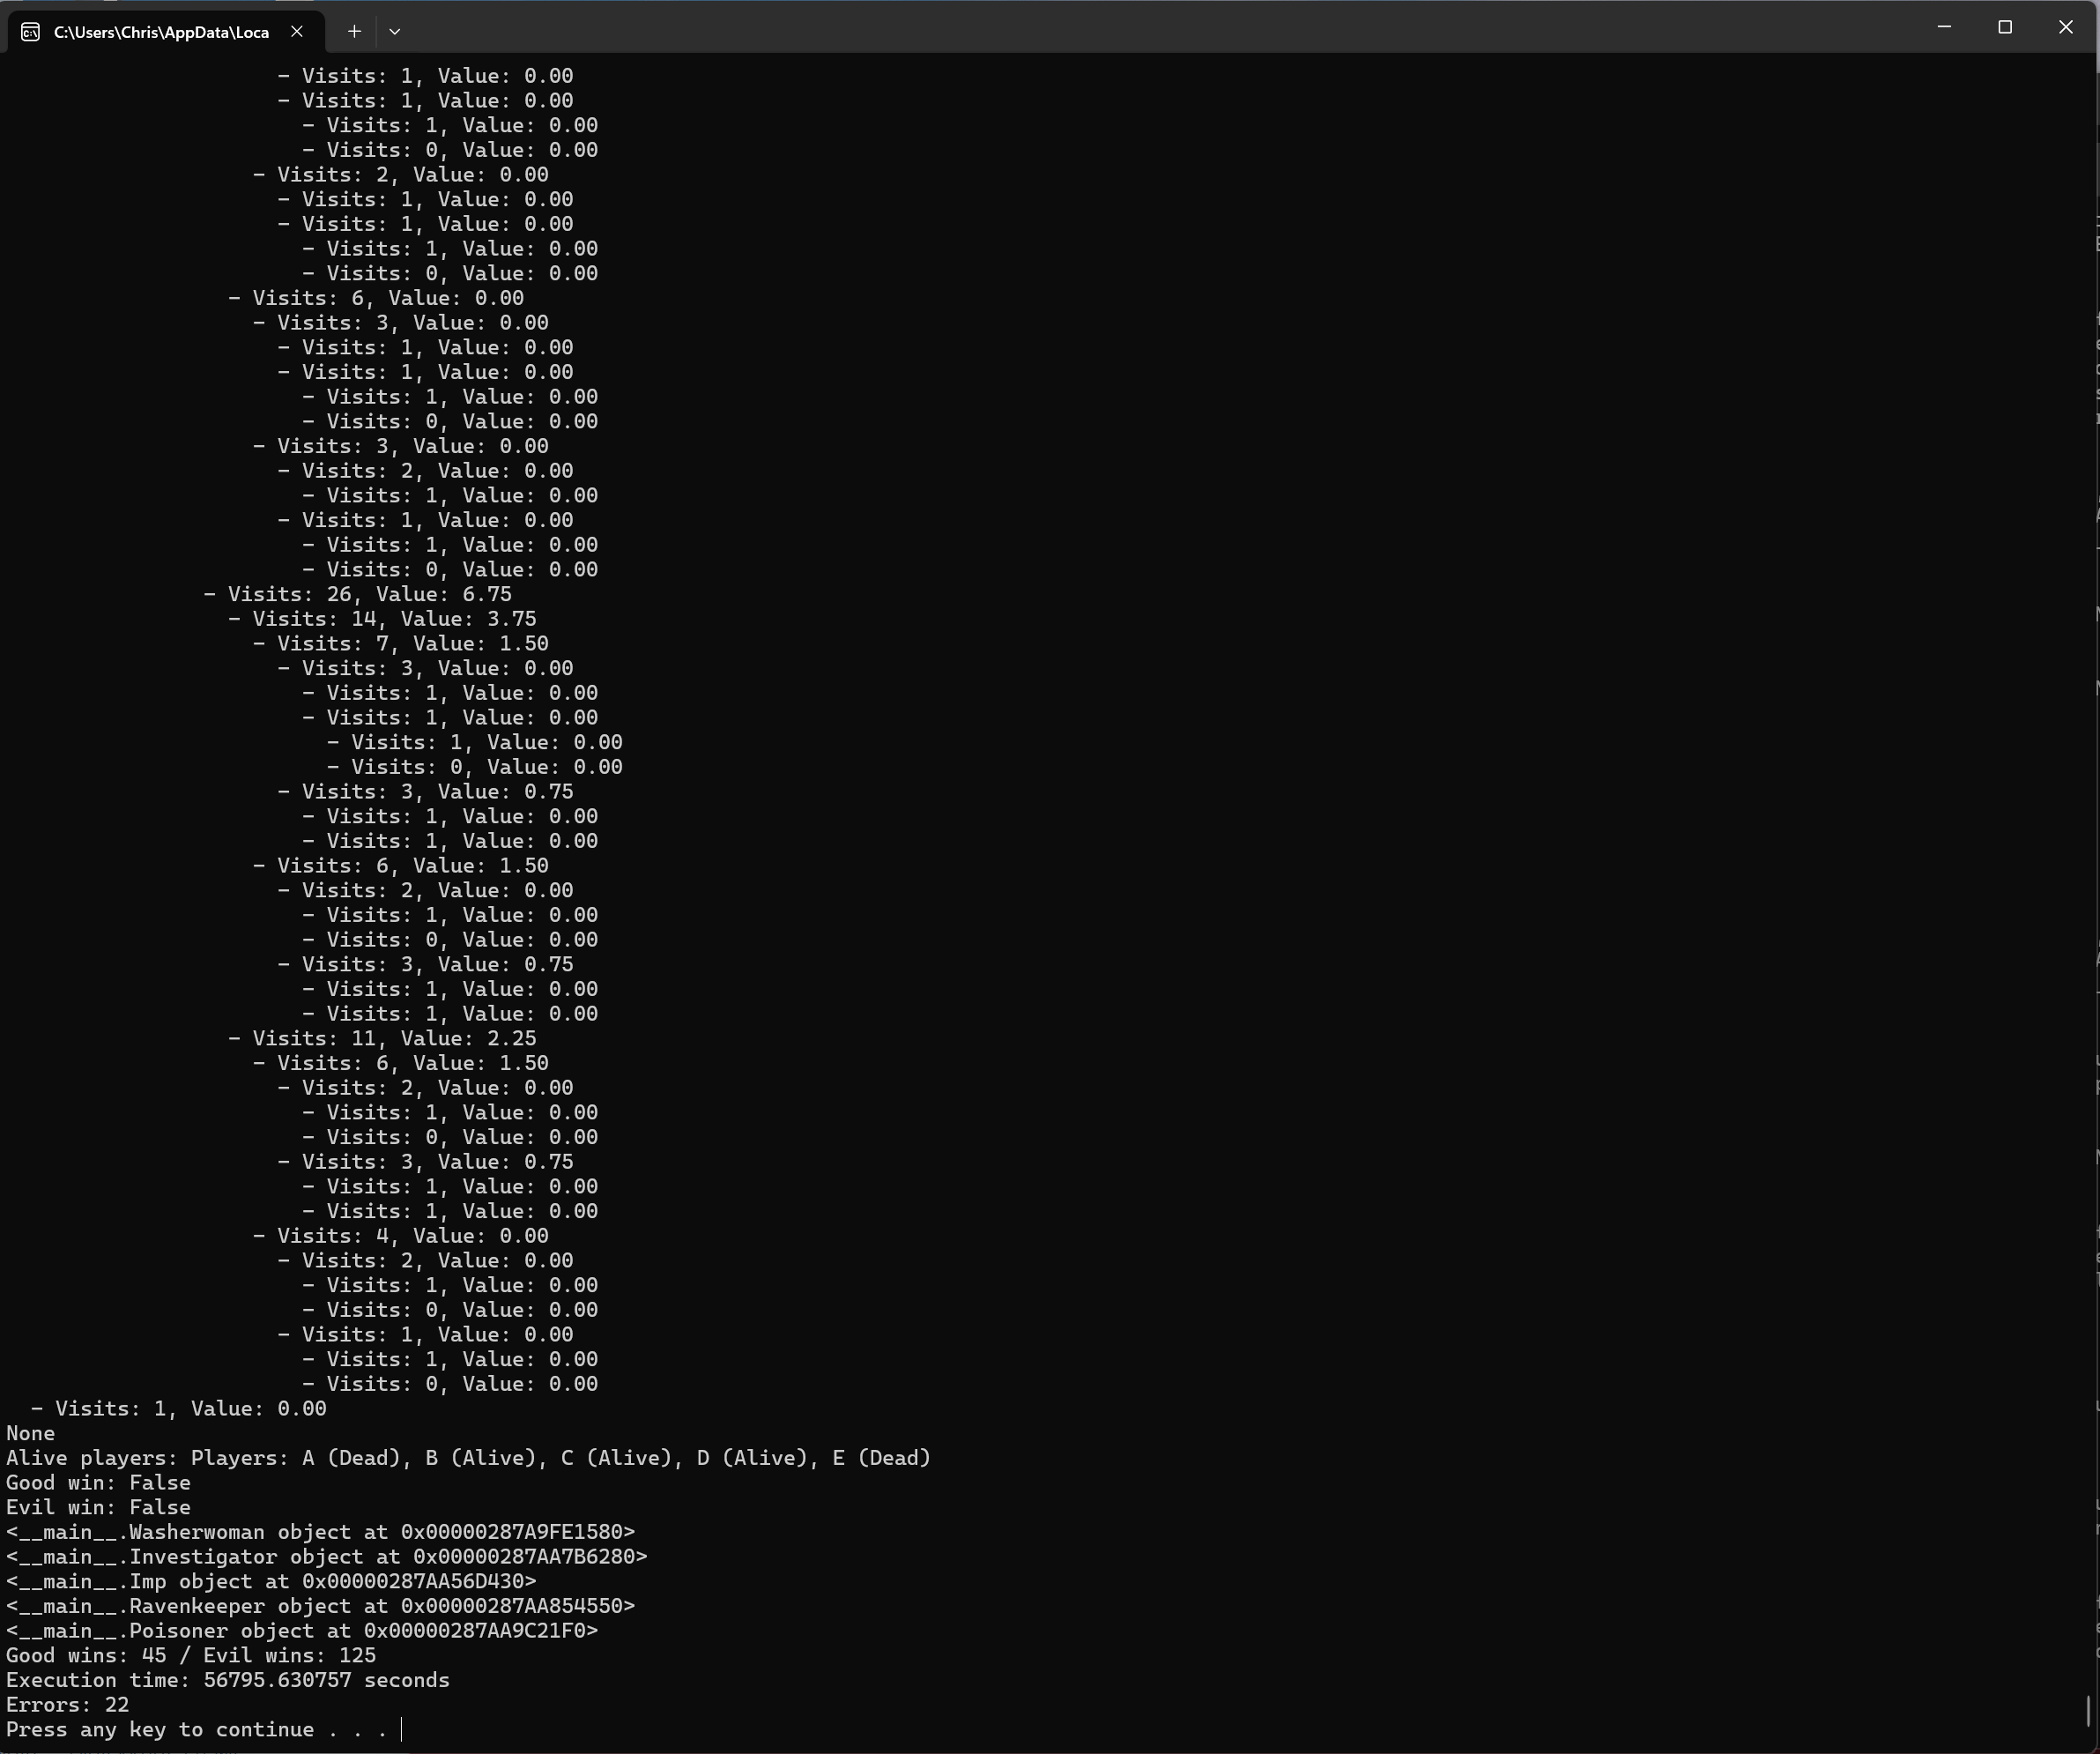 C:\Users\Chris\AppData\Loca
- Visits: 1, Value: 0.00
- Visits: 1, Value: 0.00
- Visits: 1, Value: 0.00
- Visits: 0, Value: 0.00
- Visits: 2, Value: 0.00
- Visits: 1, Value: 0.00
- Visits: 1, Value: 0.00
- Visits: 1, Value: 0.00
- Visits: 0, Value: 0.00
- Visits: 6, Value: 0.00
- Visits: 3, Value: 0.00
- Visits: 1, Value: 0.00
- Visits: 1, Value: 0.00
- Visits: 1, Value: 0.00
- Visits: 0, Value: 0.00
- Visits: 3, Value: 0.00
- Visits: 2, Value: 0.00
- Visits: 1, Value: 0.00
- Visits: 1, Value: 0.00
- Visits: 1, Value: 0.00
- Visits: 0, Value: 0.00
- Visits: 26, Value: 6.75
- Visits: 14, Value: 3.75
- Visits: 7, Value: 1.50
- Visits: 3, Value: 0.00
- Visits: 1, Value: 0.00
- Visits: 1, Value: 0.00
- Visits: 1, Value: 0.00
- Visits: 0, Value: 0.00
- Visits: 3, Value: 0.75
- Visits: 1, Value: 0.00
- Visits: 1, Value: 0.00
- Visits: 6, Value: 1.50
- Visits: 2, Value: 0.00
- Visits: 1, Value: 0.00
- Visits: 0, Value: 0.00
- Visits: 3, Value: 0.75
- Visits: 1, Value: 0.00
- Visits: 1, Value: 0.00
- Visits: 11, Value: 2.25
- Visits: 6, Value: 1.50
- Visits: 2, Value: 0.00
- Visits: 1, Value: 0.00
- Visits: 0, Value: 0.00
- Visits: 3, Value: 0.75
- Visits: 1, Value: 0.00
- Visits: 1, Value: 0.00
- Visits: 4, Value: 0.00
- Visits: 2, Value: 0.00
- Visits: 1, Value: 0.00
- Visits: 0, Value: 0.00
- Visits: 1, Value: 0.00
- Visits: 1, Value: 0.00
- Visits: 0, Value: 0.00
- Visits: 1, Value: 0.00
None
Alive players: Players: A (Dead), B (Alive), C (Alive), D (Alive), E (Dead)
Good win: False
Evil win: False
<__main__.Washerwoman object at 0x00000287A9FE1580>
<__main__.Investigator object at 0x00000287AA7B6280>
<__main__.Imp object at 0x00000287AA56D430>
<__main__.Ravenkeeper object at 0x00000287AA854550>
<__main__.Poisoner object at 0x00000287AA9C21F0>
Good wins: 45 / Evil wins: 125
Execution time: 56795.630757 seconds
Errors: 22
Press any key to continue . . .